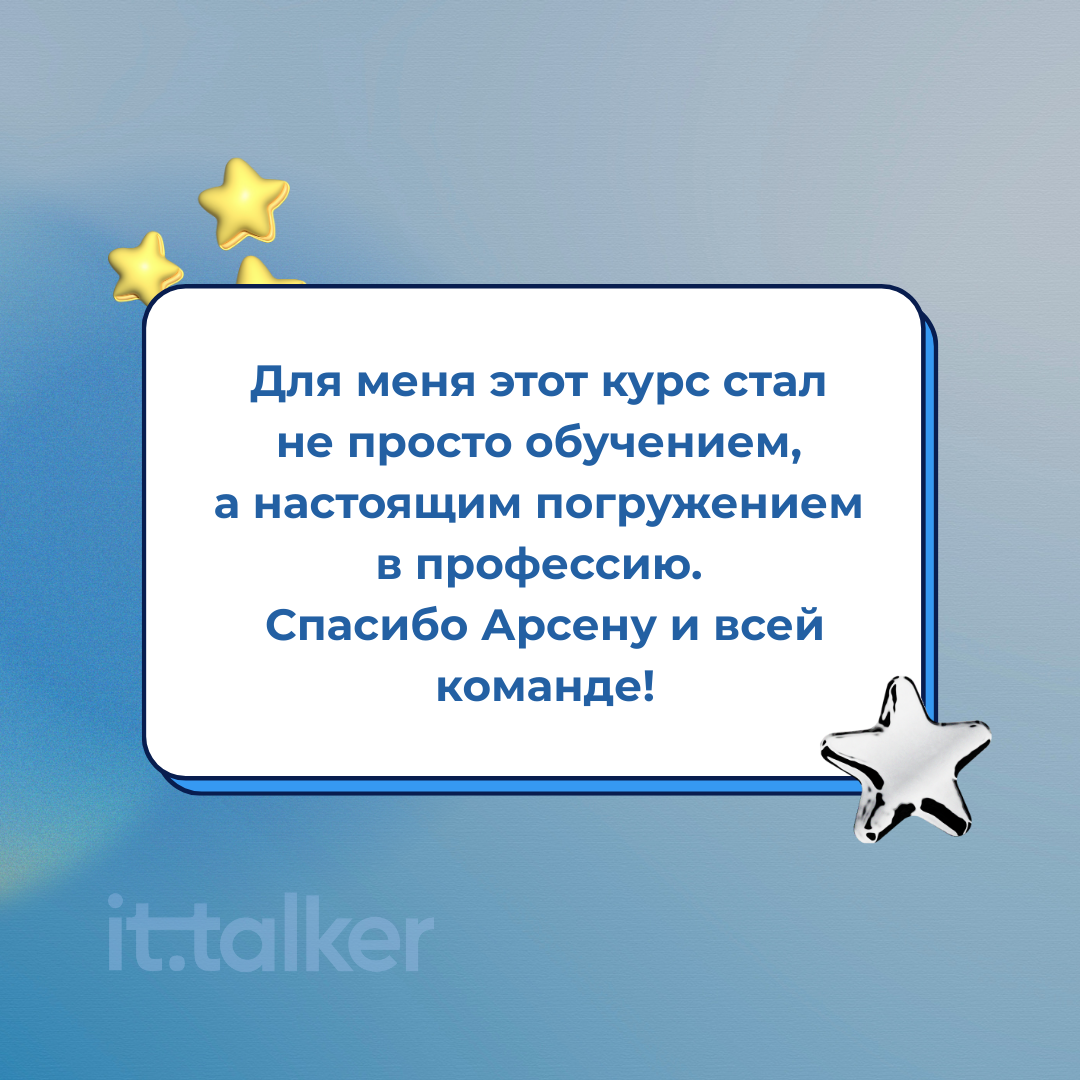 Для меня этот курс стал
не просто обучением,
а настоящим погружением
в профессию.
Спасибо Арсену и всей
команде!
it.talker